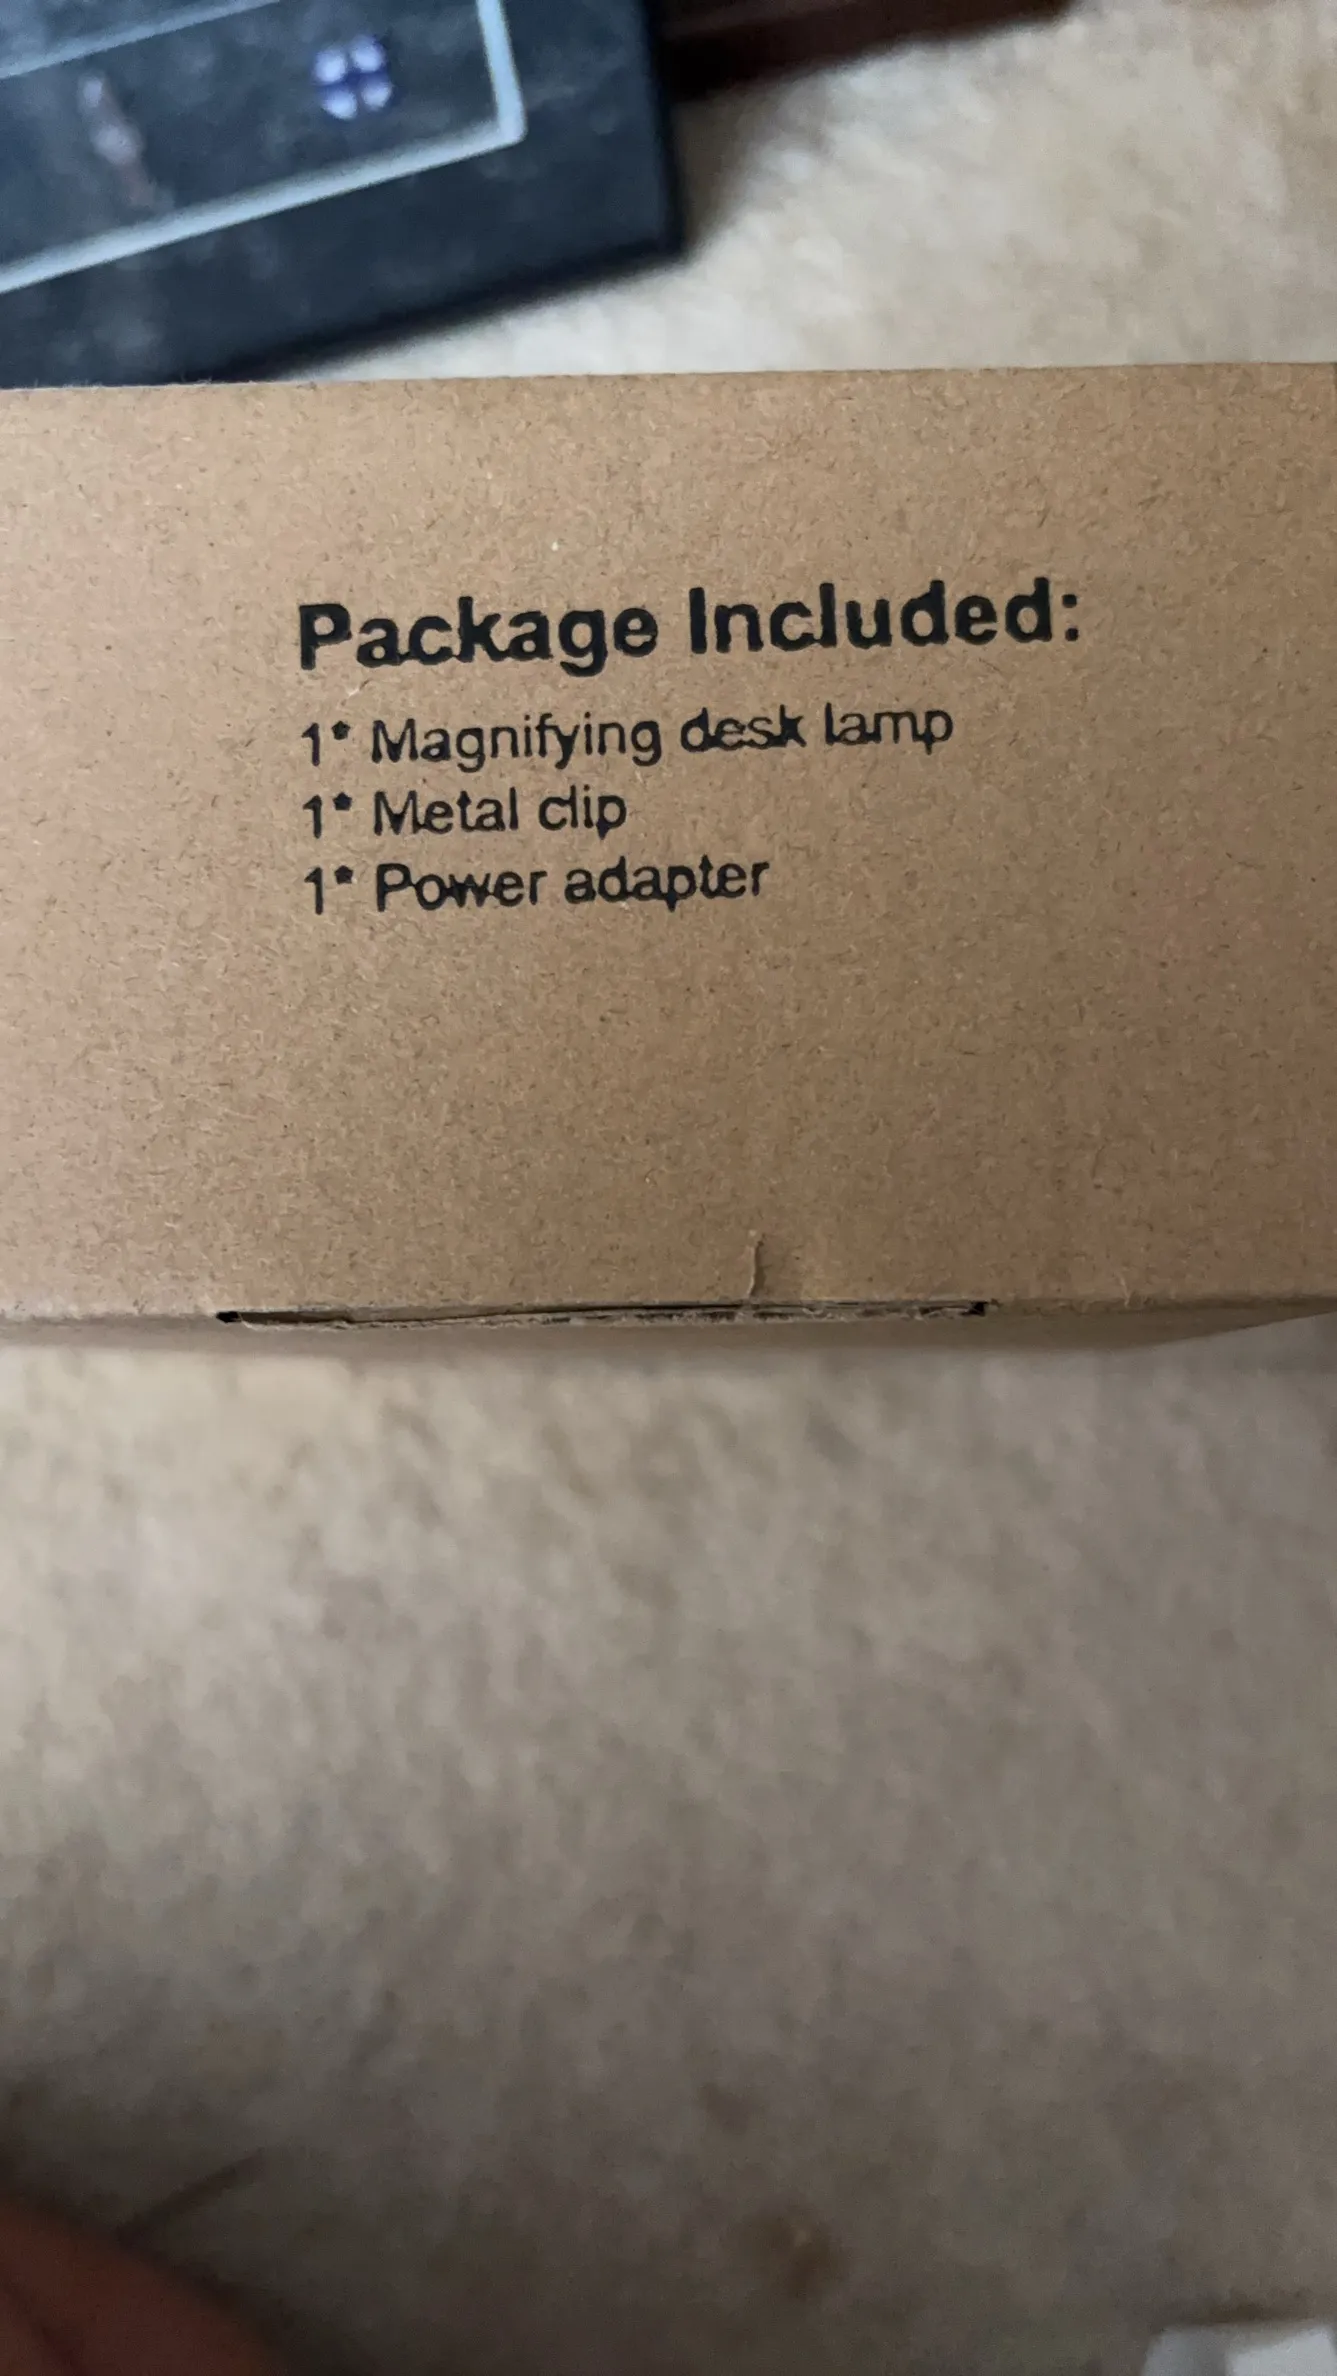 Package Included:
1* Magnifying desk lamp
1* Metal clip
1* Power adapter